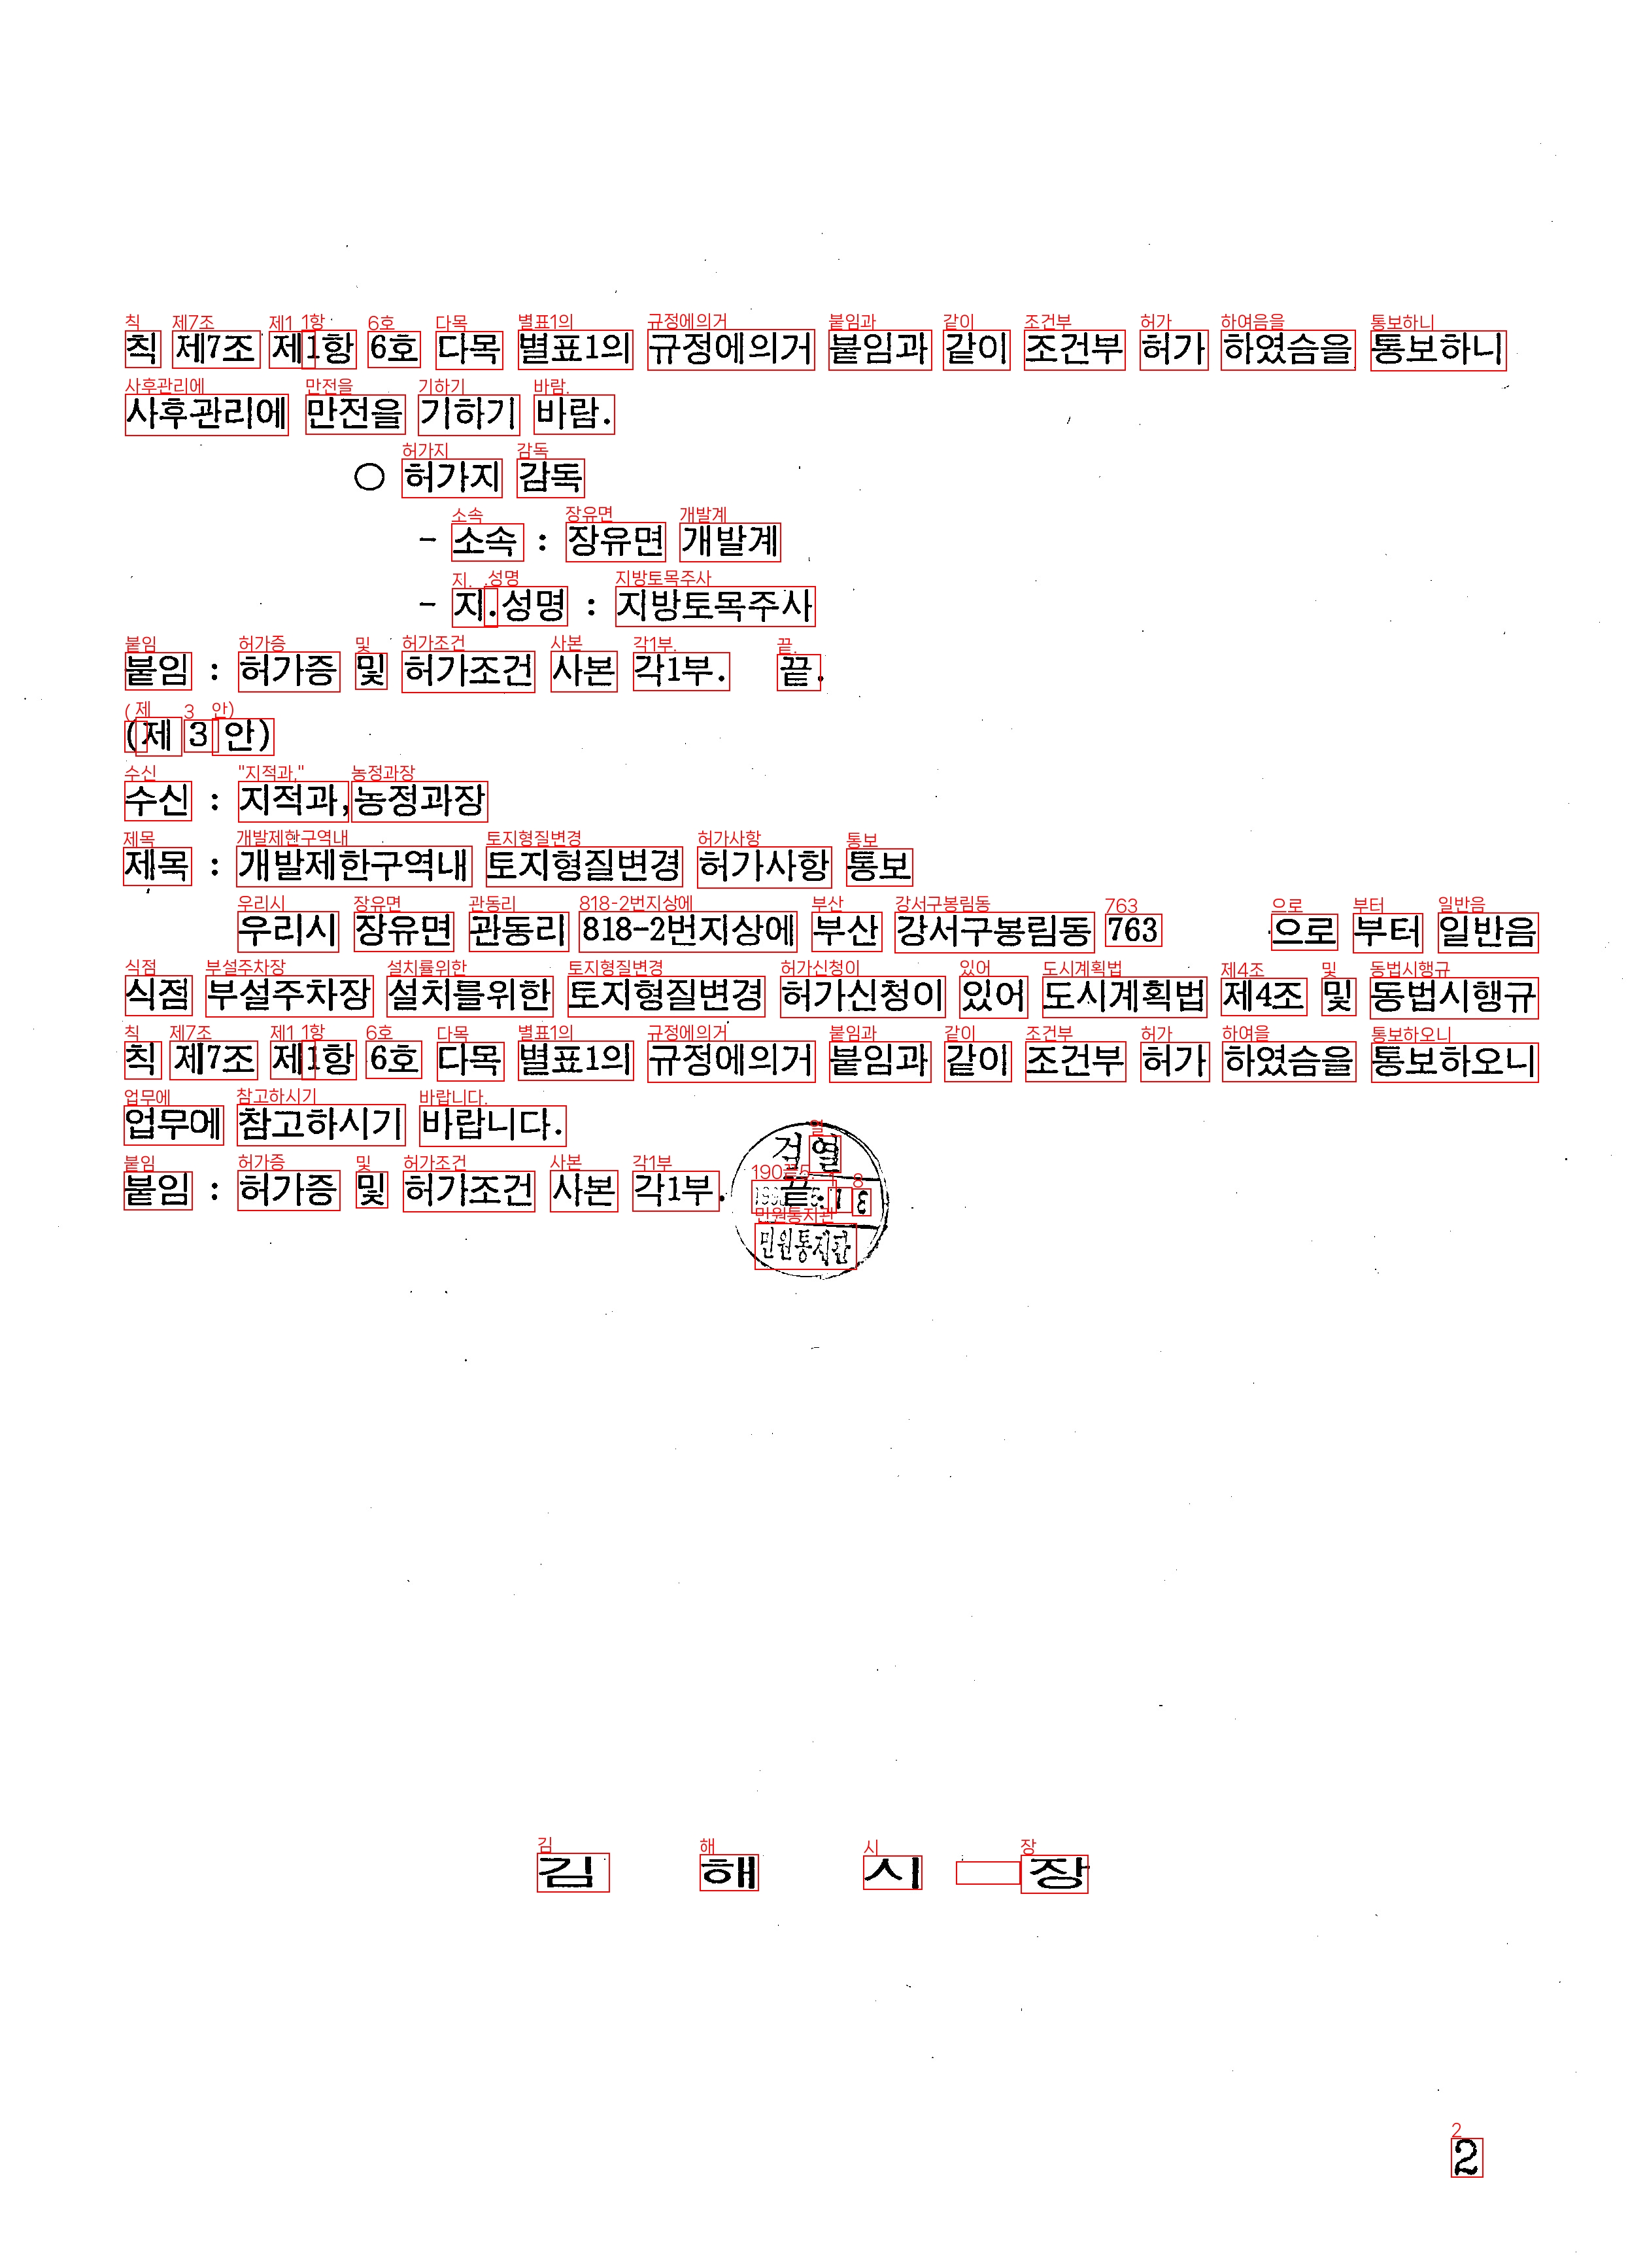 칙 제7조 제1항 6호 다목 별표1의 규정에의거 붙임과 같이 조건부 허가 하였슴을 통보하니
사후관리에 만전을 기하기 바람.
○ 허가지 감독
- 소속 : 장유면 개발계
- 지.성명 : 지방토목주사
붙임 : 허가증 및 허가조건 사본 각1부. 끝.
(제 3 안)
수신 : 지적과,농정과장
제목 : 개발제한구역내 토지형질변경 허가사항 통보
우리시 장유면 관동리 818-2번지상에 부산 강서구봉림동 763 으로 부터 일반음
식점 부설주차장 설치를위한 토지형질변경 허가신청이 있어 도시계획법 제4조 및 동법시행규
칙 제7조 제1항 6호 다목 별표1의 규정에의거 붙임과 같이 조건부 허가 하였슴을 통보하오니
업무에 참고하시기 바랍니다.
검열
붙임 : 허가증 및 허가조건 사본 각1부. 끝.
민원통제관
김 해 시 장
2